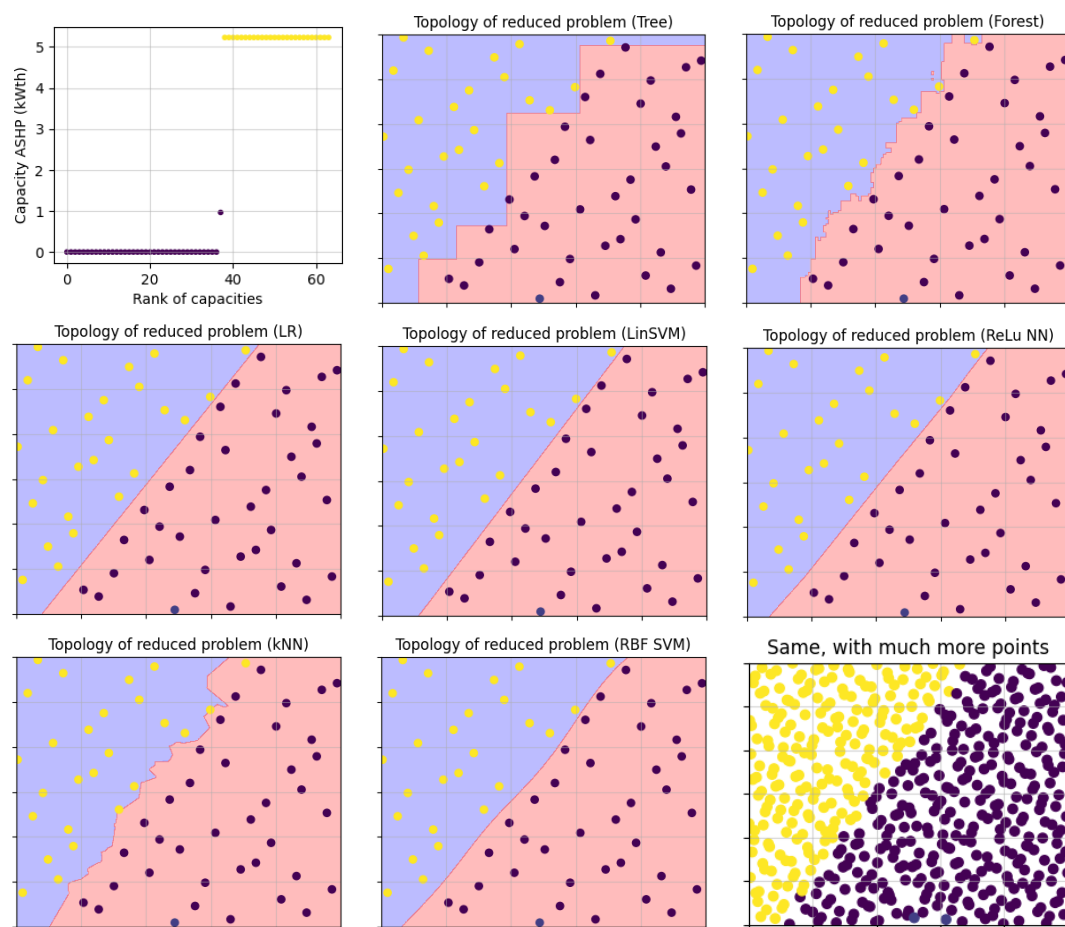 Topology of reduced problem (Tree)
Topology of reduced problem (Forest)
Capacity ASHP (kWth)
5
4
3
2
1
0
0
20
40
60
Rank of capacities
Topology of reduced problem (LR)
Topology of reduced problem (LinSVM)
Topology of reduced problem (ReLu NN)
Topology of reduced problem (kNN)
Topology of reduced problem (RBF SVM)
Same, with much more points